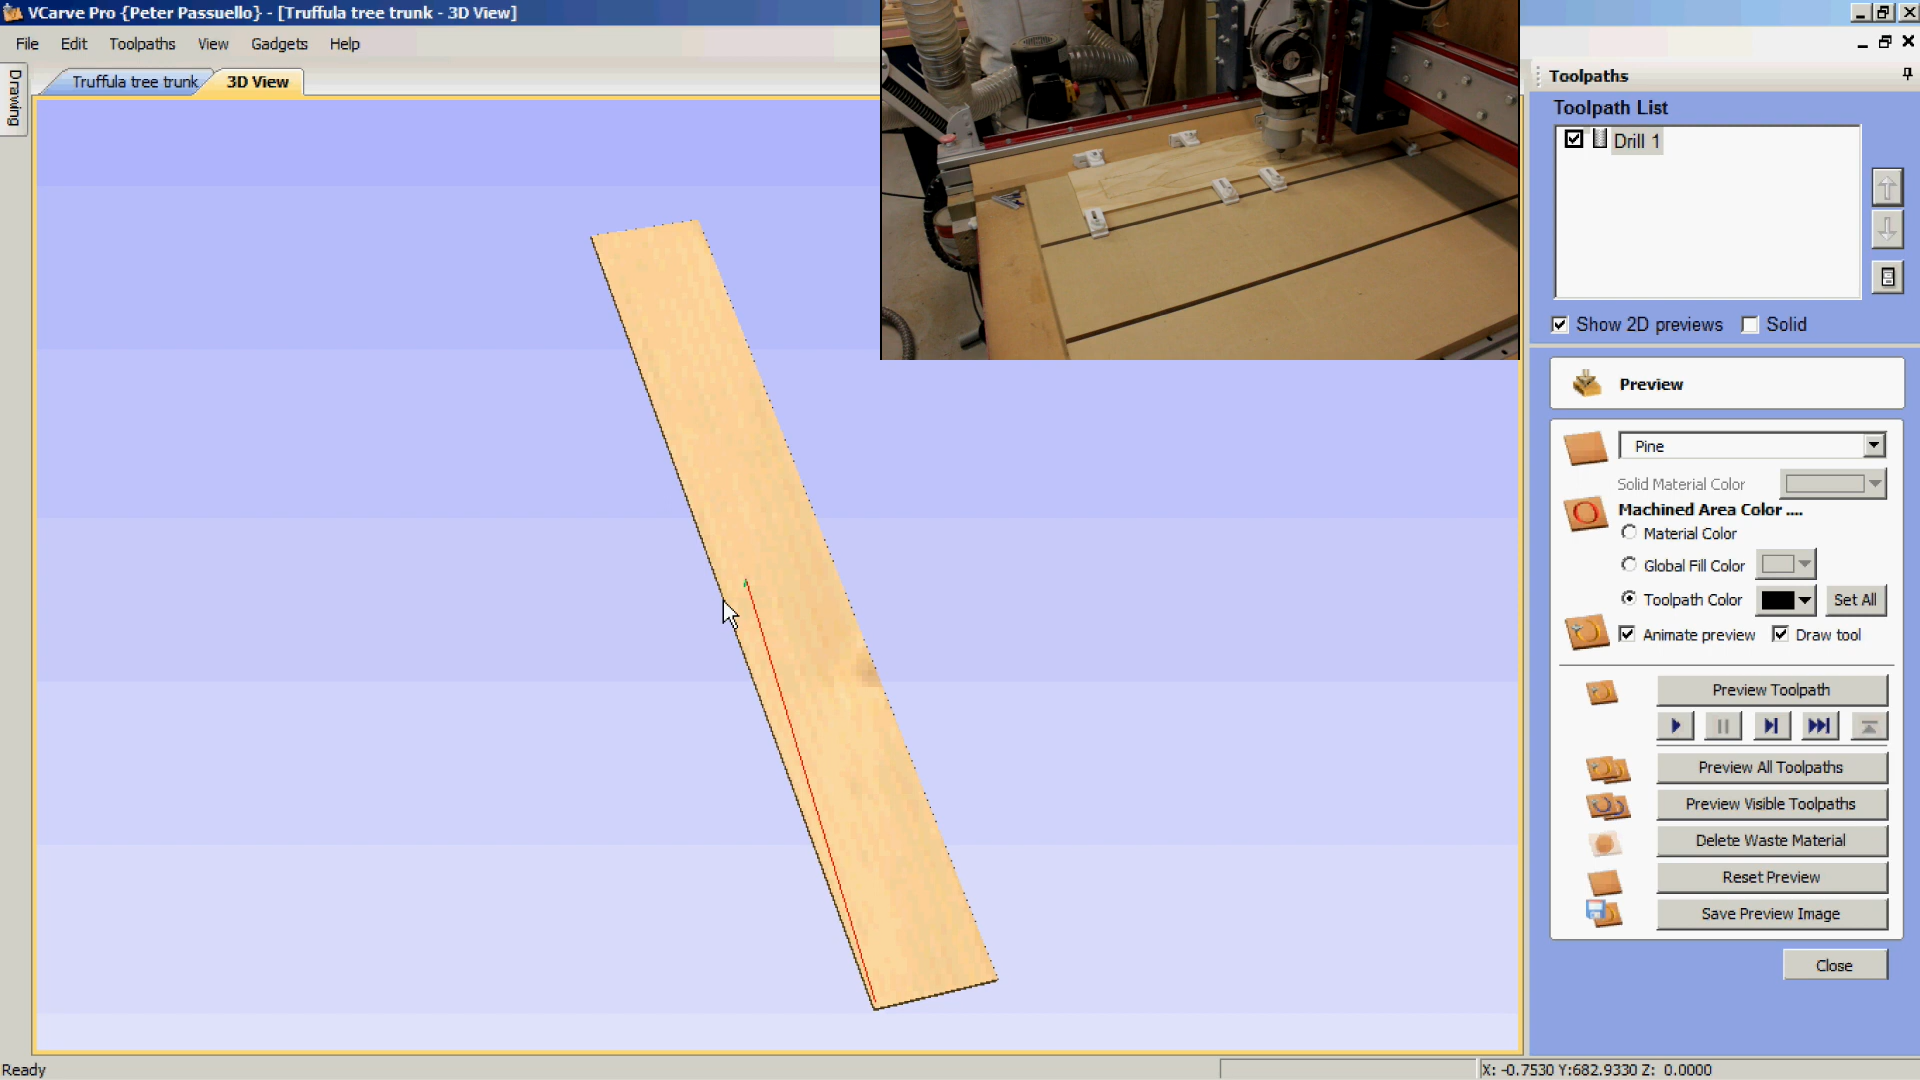 VCarve Pro {Peter Passuello} - [Truffula tree trunk - 3D View]
File Edit Toolpaths View Gadgets Help
Drawing
Truffula tree trunk 3D View
Toolpaths
Toolpath List
Drill 1
Show 2D previews Solid
Preview
Pine
Solid Material Color
Machined Area Color ....
Material Color
Global Fill Color
Toolpath Color Set All
Animate preview Draw tool
Preview Toolpath
Preview All Toolpaths
Preview Visible Toolpaths
Delete Waste Material
Reset Preview
Save Preview Image
Close
Ready
X: -0.7530 Y:682.9330 Z: 0.0000